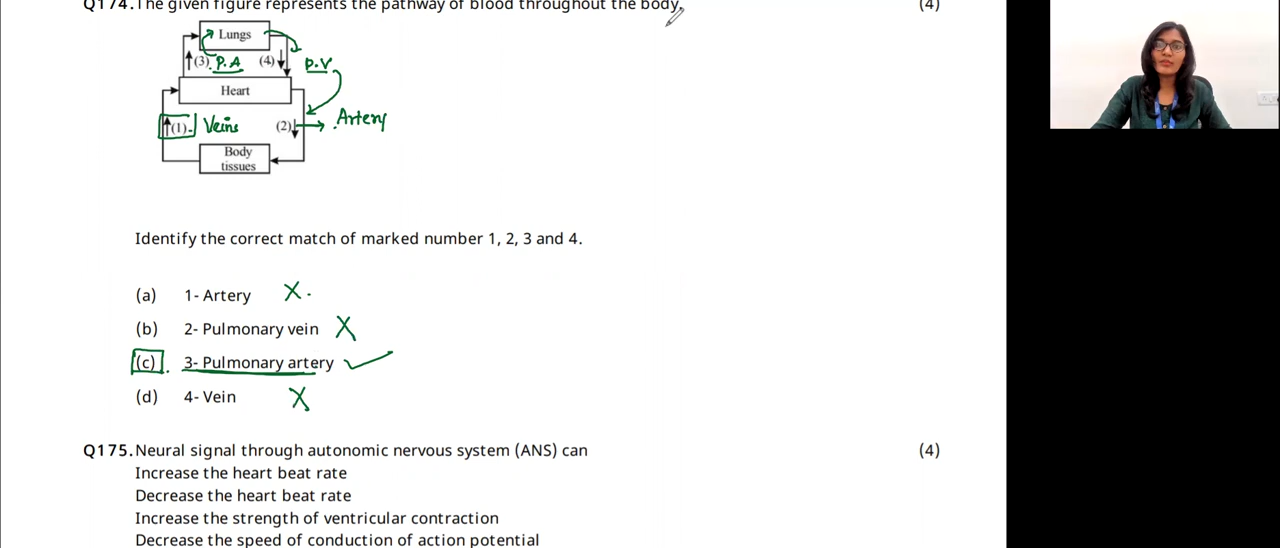 Q174. The given figure represents the pathway of blood throughout the body. (4)
Lungs
(3) P.A (4) P.V
Heart
Artery
(1) Veins (2)
Body
tissues
Identify the correct match of marked number 1, 2, 3 and 4.
(a) 1- Artery X
(b) 2- Pulmonary vein X
(c) 3- Pulmonary artery ✓
(d) 4- Vein X
Q175. Neural signal through autonomic nervous system (ANS) can (4)
Increase the heart beat rate
Decrease the heart beat rate
Increase the strength of ventricular contraction
Decrease the speed of conduction of action potential